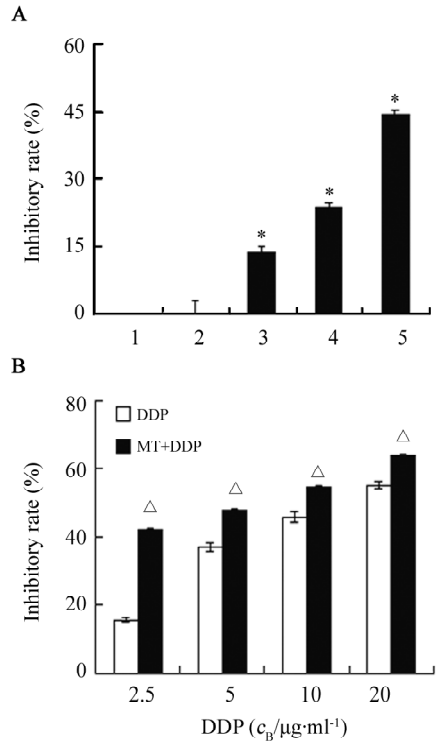 A
Inhibitory rate (%)
60
45
30
15
0
*
*
*
1 2 3 4 5
B
Inhibitory rate (%)
80
60
40
20
0
DDP
MT+DDP
△ △ △ △
2.5 5 10 20
DDP (cB/μg·ml-1)